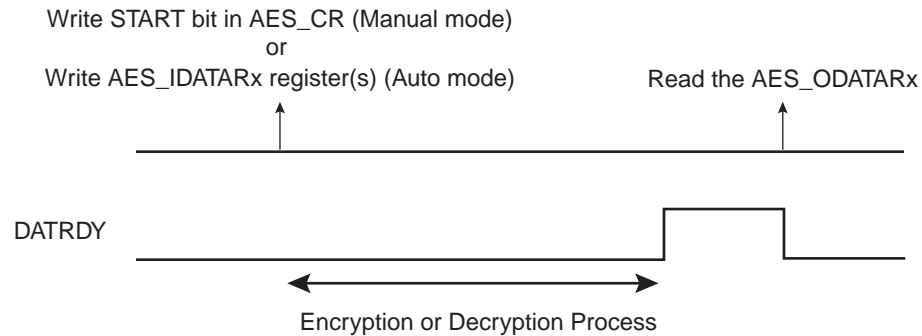 Write START bit in AES_CR (Manual mode)
or
Write AES_IDATARx register(s) (Auto mode)
Read the AES_ODATARx
DATRDY
Encryption or Decryption Process